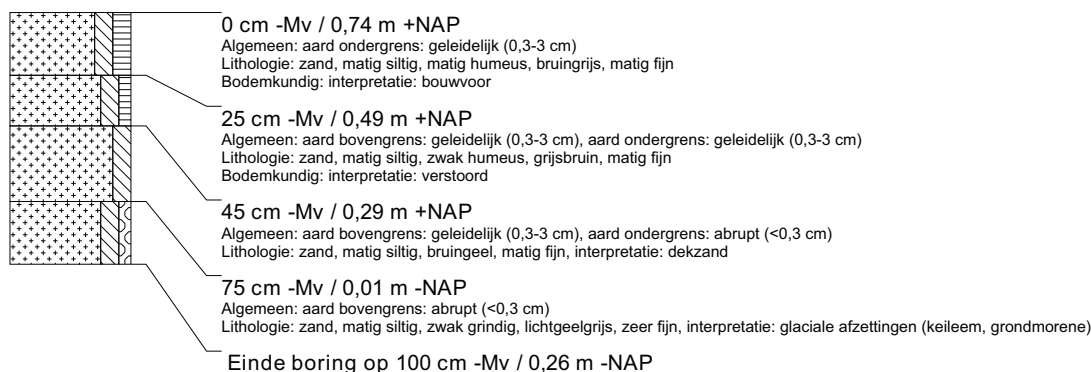 0 cm -Mv / 0,74 m +NAP
Algemeen: aard ondergrens: geleidelijk (0,3-3 cm)
Lithologie: zand, matig siltig, matig humeus, bruingrijs, matig fijn
Bodemkundig: interpretatie: bouwvoor
25 cm -Mv / 0,49 m +NAP
Algemeen: aard bovengrens: geleidelijk (0,3-3 cm), aard ondergrens: geleidelijk (0,3-3 cm)
Lithologie: zand, matig siltig, zwak humeus, grijsbruin, matig fijn
Bodemkundig: interpretatie: verstoord
45 cm -Mv / 0,29 m +NAP
Algemeen: aard bovengrens: geleidelijk (0,3-3 cm), aard ondergrens: abrupt (<0,3 cm)
Lithologie: zand, matig siltig, bruingeel, matig fijn, interpretatie: dekzand
75 cm -Mv / 0,01 m -NAP
Algemeen: aard bovengrens: abrupt (<0,3 cm)
Lithologie: zand, matig siltig, zwak grindig, lichtgeelgrijs, zeer fijn, interpretatie: glaciale afzettingen (keileem, grondmorene)
Einde boring op 100 cm -Mv / 0,26 m -NAP